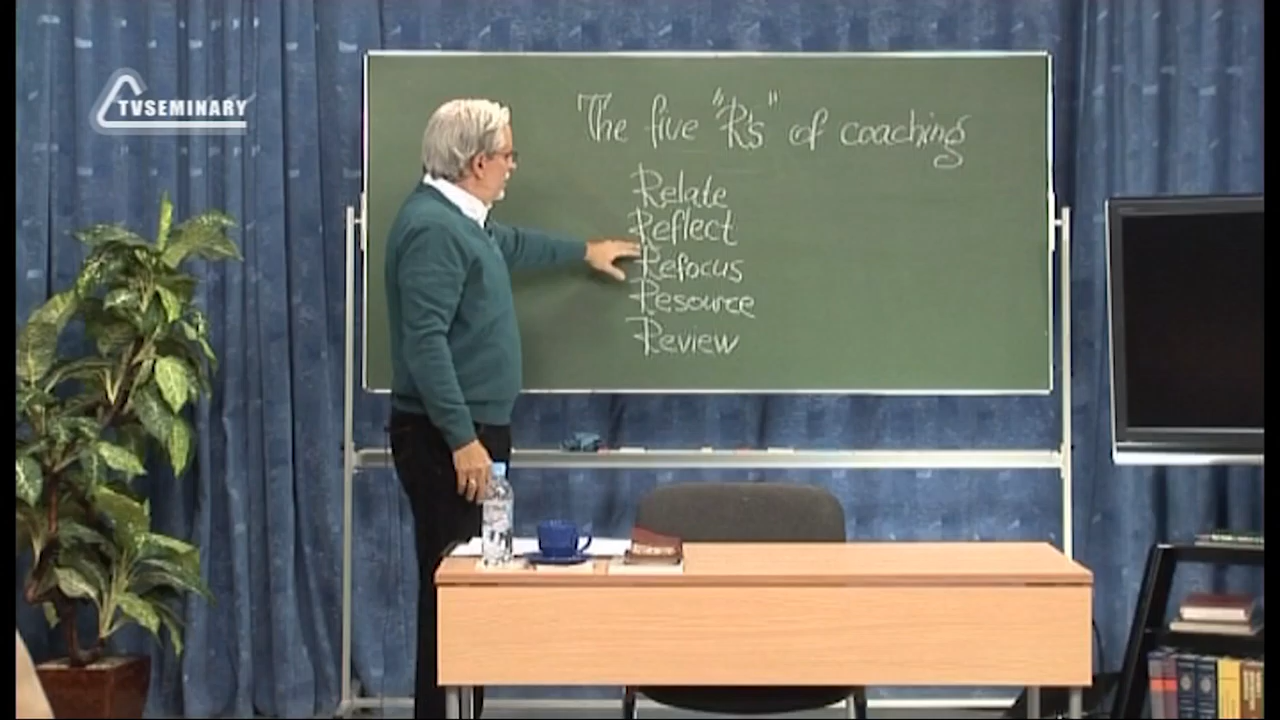 TVSEMINARY
The five "R's" of coaching
Relate
Reflect
Refocus
Resource
Review